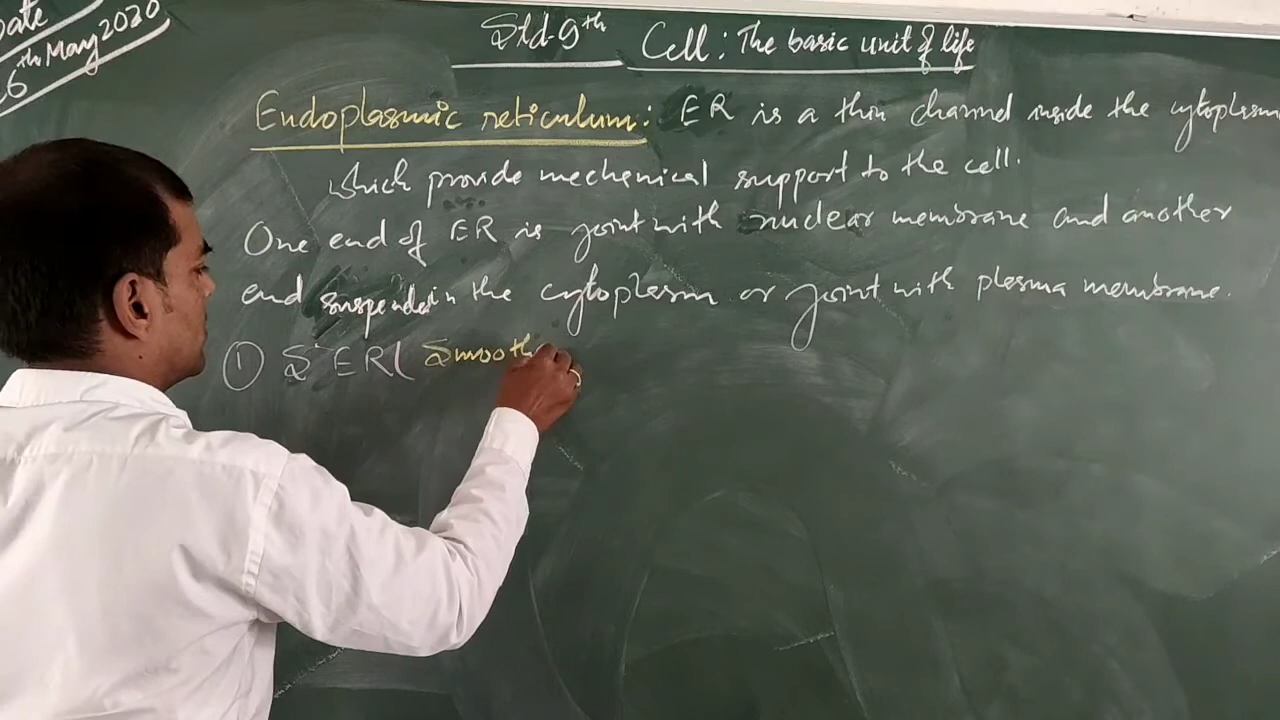 Date
6th May 2020
Std-9th Cell: The basic unit of life
Endoplasmic reticulum: ER is a thin channel inside the cytoplasm
which provide mechenical support to the cell.
One end of ER is joint with nuclear membrane and another
end suspended in the cytoplasm or joint with plasma membrane.
① SER( Smooth